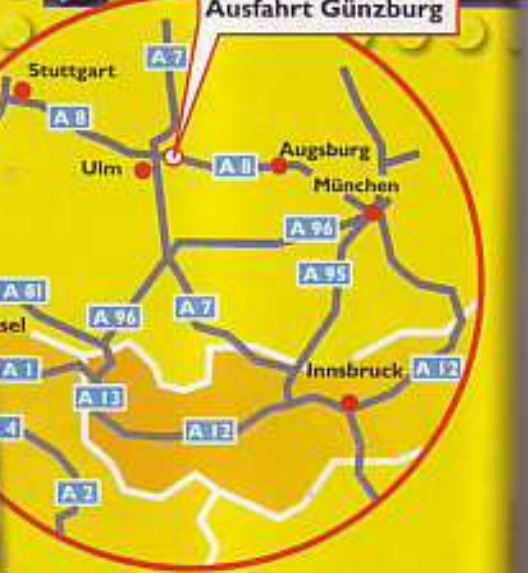 Ausfahrt Günzburg
A 7
Stuttgart
A 8
Augsburg
Ulm
A 8
München
A 96
A 95
A 81
A 96
A 7
sel
A 1
Innsbruck
A 12
A 13
4
A 12
A 2